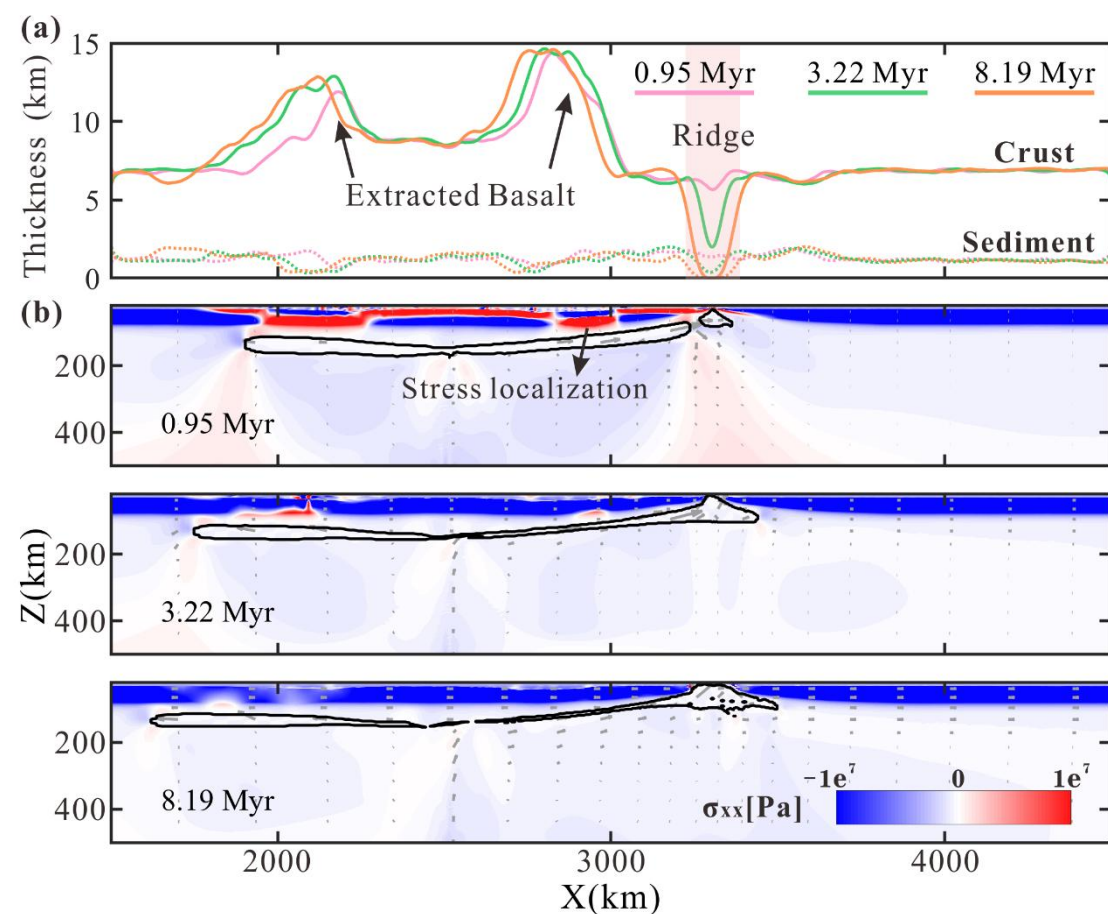 (a)
15
10
5
0
Thickness (km)
0.95 Myr 3.22 Myr 8.19 Myr
Ridge
Crust
Extracted Basalt
Sediment
(b)
200
400
Stress localization
0.95 Myr
200
400
Z(km)
3.22 Myr
200
400
8.19 Myr
−1e⁷ 0 1e⁷
σxx[Pa]
2000 3000 4000
X(km)